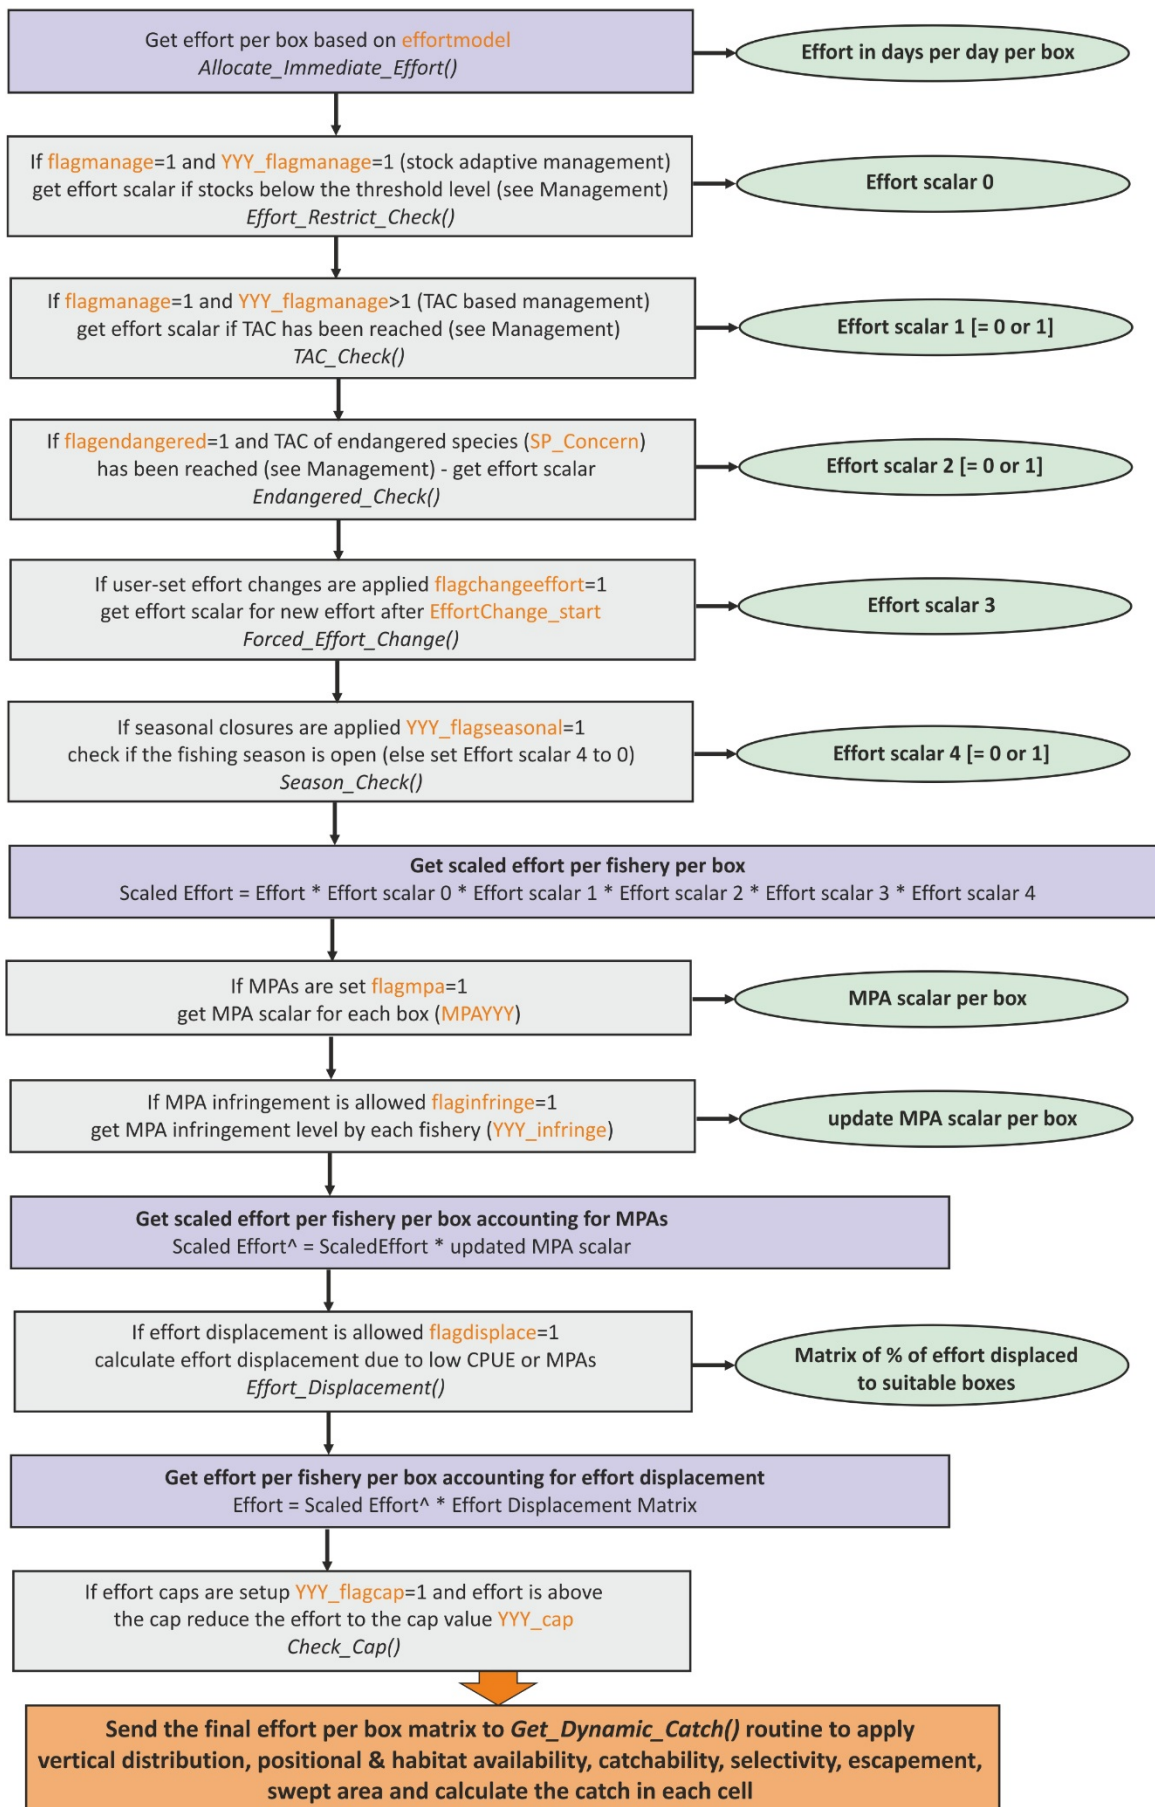 Get effort per box based on effortmodel
Allocate_Immediate_Effort()
Effort in days per day per box
If flagmanage=1 and YYY_flagmanage=1 (stock adaptive management)
get effort scalar if stocks below the threshold level (see Management)
Effort_Restrict_Check()
Effort scalar 0
If flagmanage=1 and YYY_flagmanage>1 (TAC based management)
get effort scalar if TAC has been reached (see Management)
TAC_Check()
Effort scalar 1 [= 0 or 1]
If flagendangered=1 and TAC of endangered species (SP_Concern)
has been reached (see Management) - get effort scalar
Endangered_Check()
Effort scalar 2 [= 0 or 1]
If user-set effort changes are applied flagchangeeffort=1
get effort scalar for new effort after EffortChange_start
Forced_Effort_Change()
Effort scalar 3
If seasonal closures are applied YYY_flagseasonal=1
check if the fishing season is open (else set Effort scalar 4 to 0)
Season_Check()
Effort scalar 4 [= 0 or 1]
Get scaled effort per fishery per box
Scaled Effort = Effort * Effort scalar 0 * Effort scalar 1 * Effort scalar 2 * Effort scalar 3 * Effort scalar 4
If MPAs are set flagmpa=1
get MPA scalar for each box (MPAYYY)
MPA scalar per box
If MPA infringement is allowed flaginfringe=1
get MPA infringement level by each fishery (YYY_infringe)
update MPA scalar per box
Get scaled effort per fishery per box accounting for MPAs
Scaled Effort^ = ScaledEffort * updated MPA scalar
If effort displacement is allowed flagdisplace=1
calculate effort displacement due to low CPUE or MPAs
Effort_Displacement()
Matrix of % of effort displaced
to suitable boxes
Get effort per fishery per box accounting for effort displacement
Effort = Scaled Effort^ * Effort Displacement Matrix
If effort caps are setup YYY_flagcap=1 and effort is above
the cap reduce the effort to the cap value YYY_cap
Check_Cap()
Send the final effort per box matrix to Get_Dynamic_Catch() routine to apply
vertical distribution, positional & habitat availability, catchability, selectivity, escapement,
swept area and calculate the catch in each cell